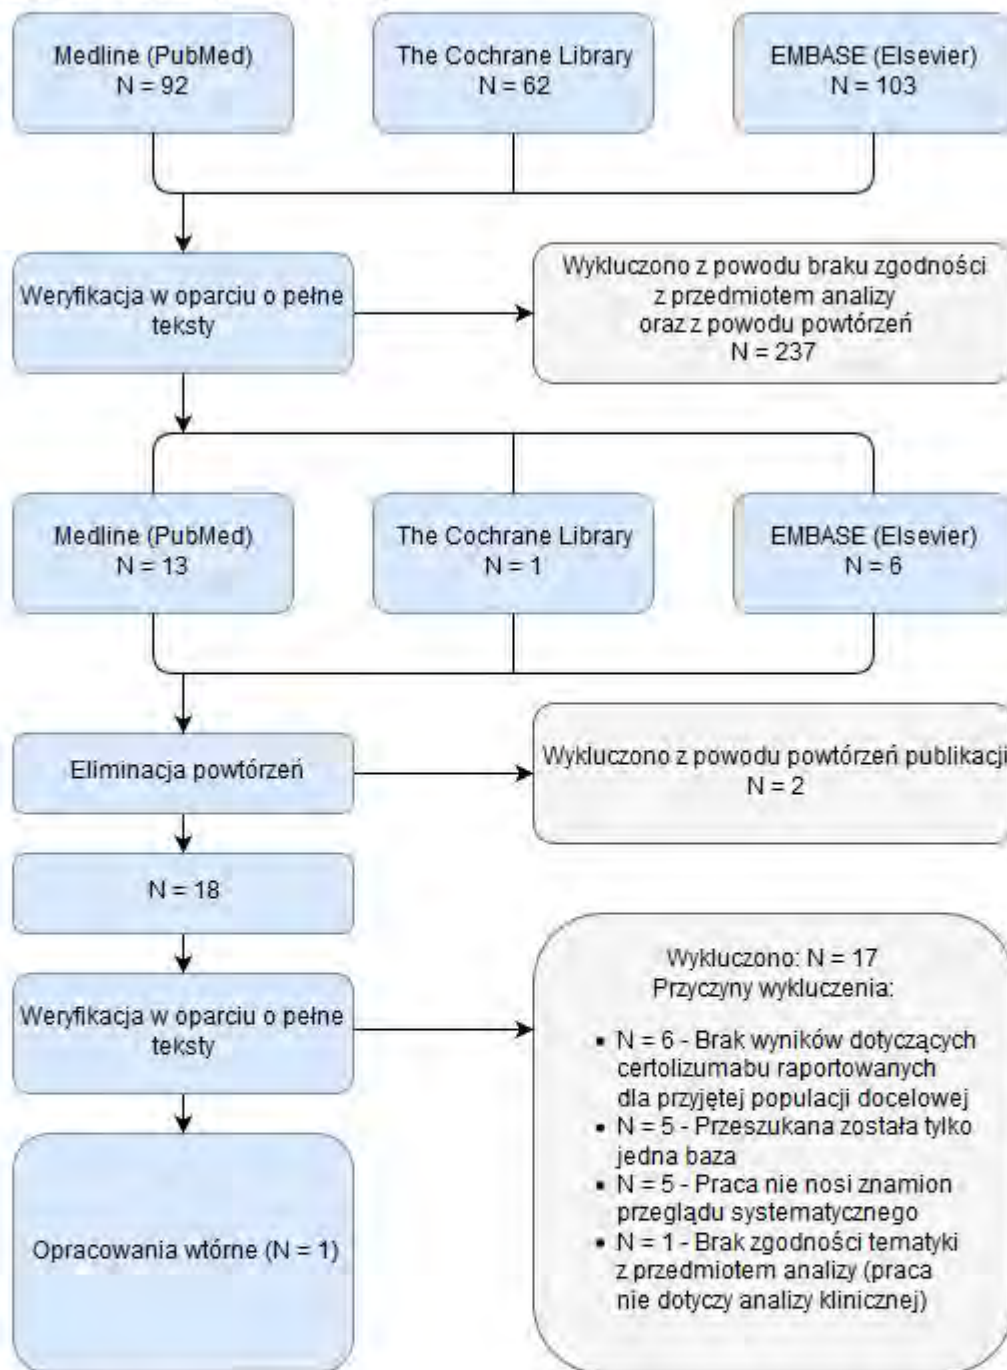 Medline (PubMed)
N = 92
The Cochrane Library
N = 62
EMBASE (Elsevier)
N = 103
Weryfikacja w oparciu o pełne
teksty
Wykluczono z powodu braku zgodności
z przedmiotem analizy
oraz z powodu powtórzeń
N = 237
Medline (PubMed)
N = 13
The Cochrane Library
N = 1
EMBASE (Elsevier)
N = 6
Eliminacja powtórzeń
Wykluczono z powodu powtórzeń publikacji
N = 2
N = 18
Weryfikacja w oparciu o pełne
teksty
Wykluczono: N = 17
Przyczyny wykluczenia:
• N = 6 - Brak wyników dotyczących
certolizumabu raportowanych
dla przyjętej populacji docelowej
• N = 5 - Przeszukana została tylko
jedna baza
• N = 5 - Praca nie nosi znamion
przeglądu systematycznego
• N = 1 - Brak zgodności tematyki
z przedmiotem analizy (praca
nie dotyczy analizy klinicznej)
Opracowania wtórne (N = 1)